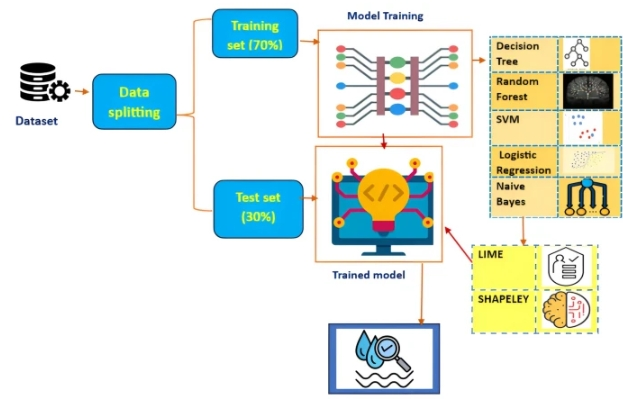 Model Training
Training
set (70%)
Dataset
Data
splitting
Decision
Tree
Random
Forest
SVM
Logistic
Regression
Naive
Bayes
Test set
(30%)
Trained model
LIME
SHAPELEY